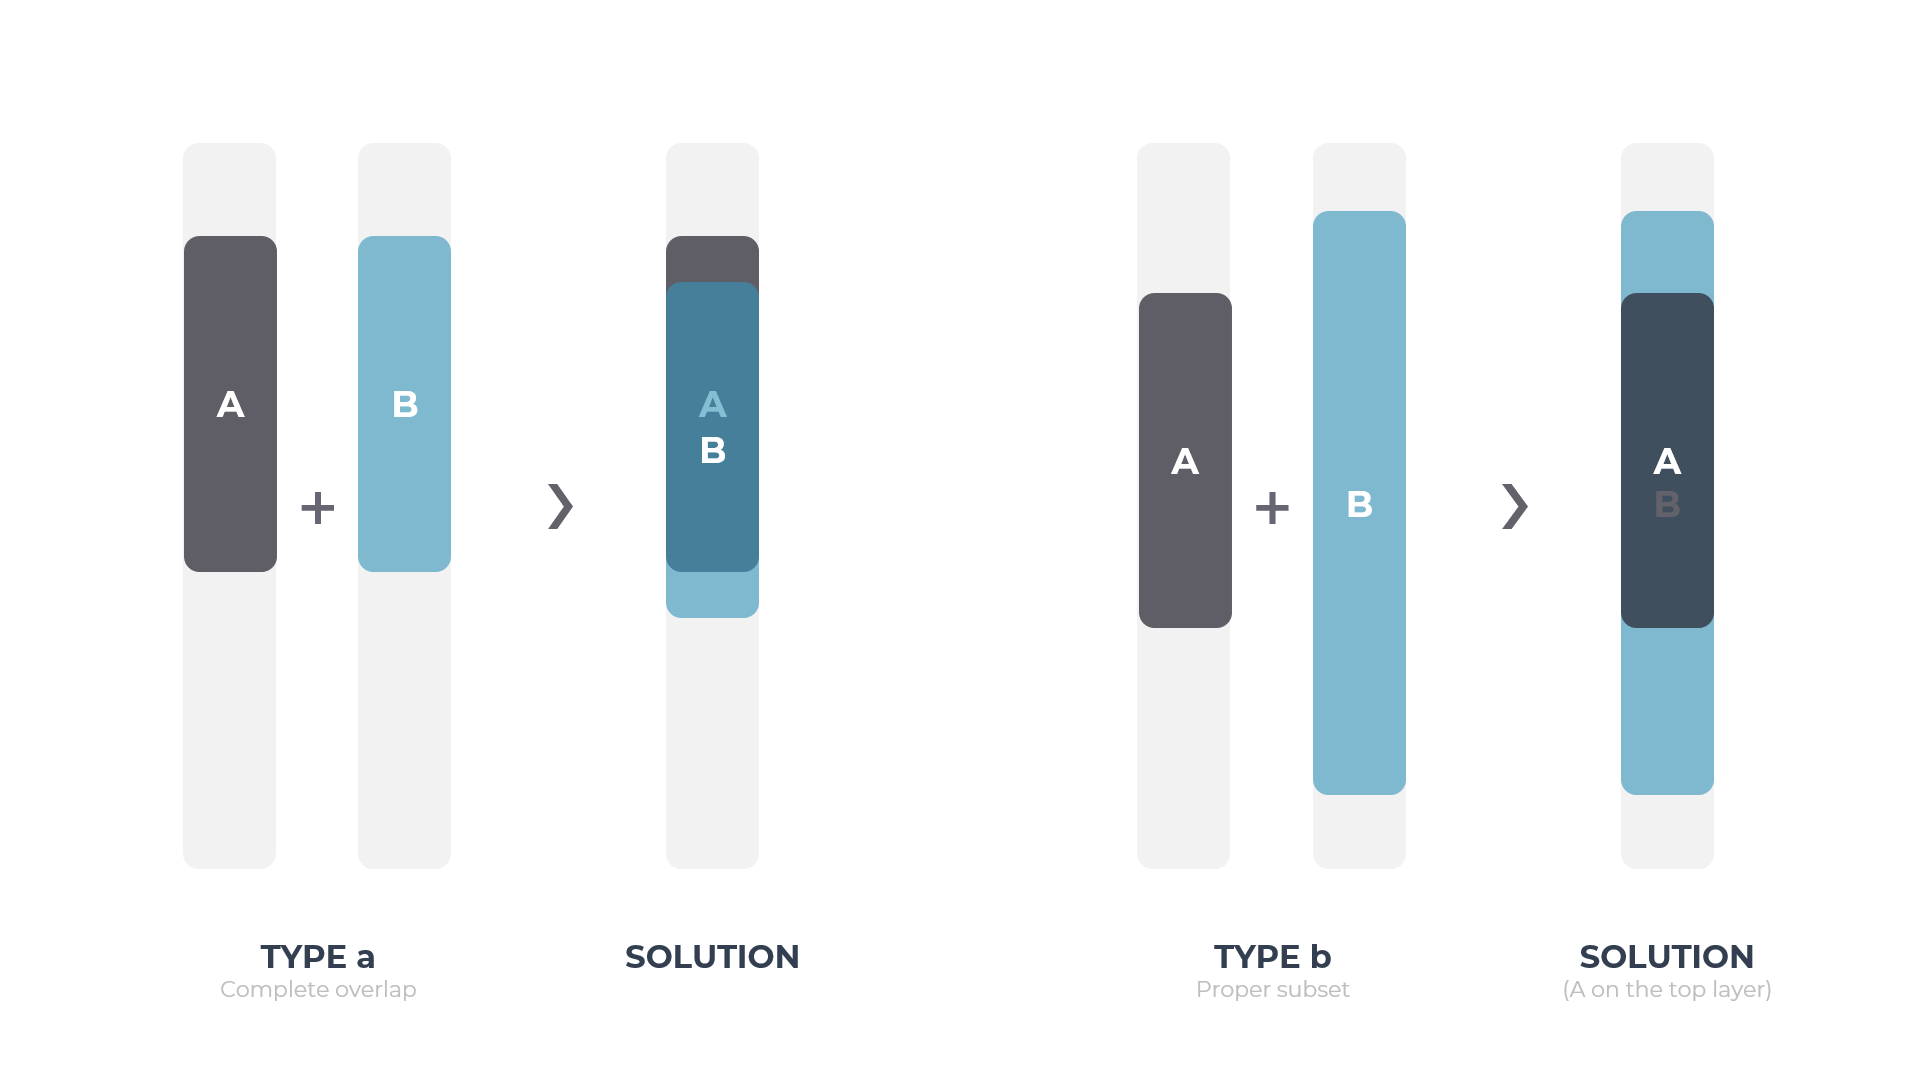 A
+
B
❯
A
B
TYPE a
Complete overlap
SOLUTION
A
+
B
❯
A
B
TYPE b
Proper subset
SOLUTION
(A on the top layer)